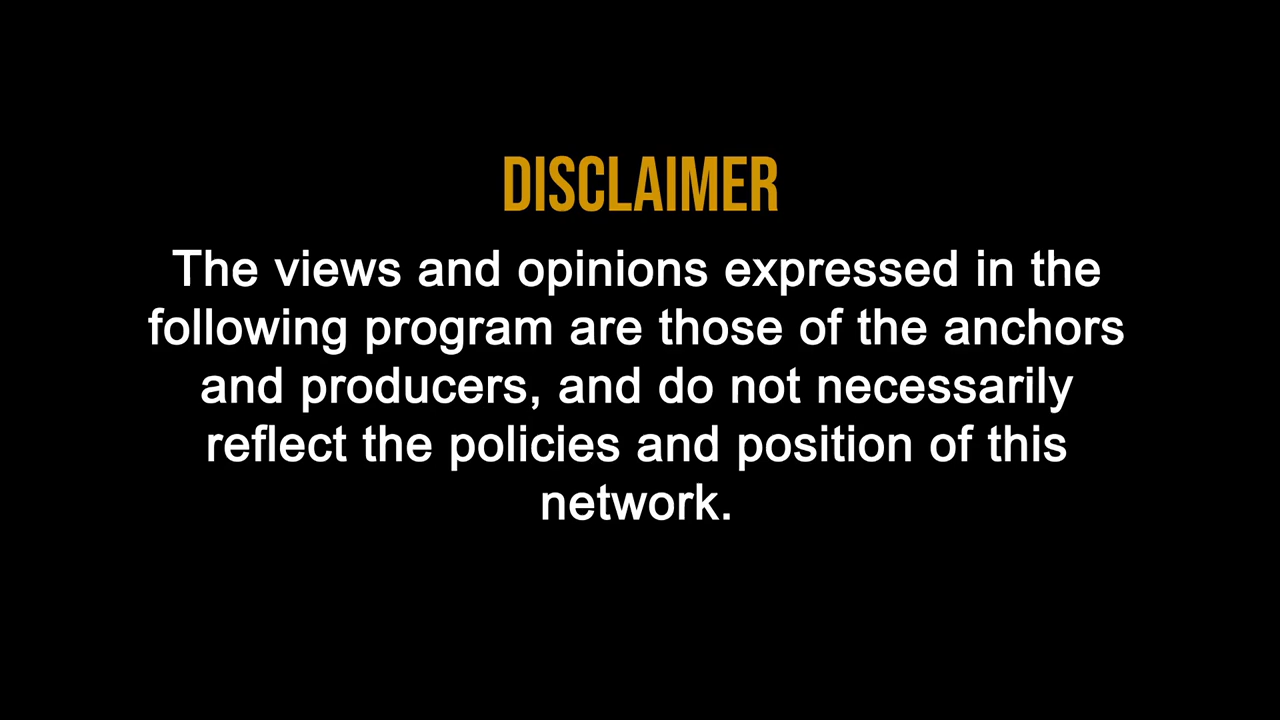 DISCLAIMER
The views and opinions expressed in the
following program are those of the anchors
and producers, and do not necessarily
reflect the policies and position of this
network.